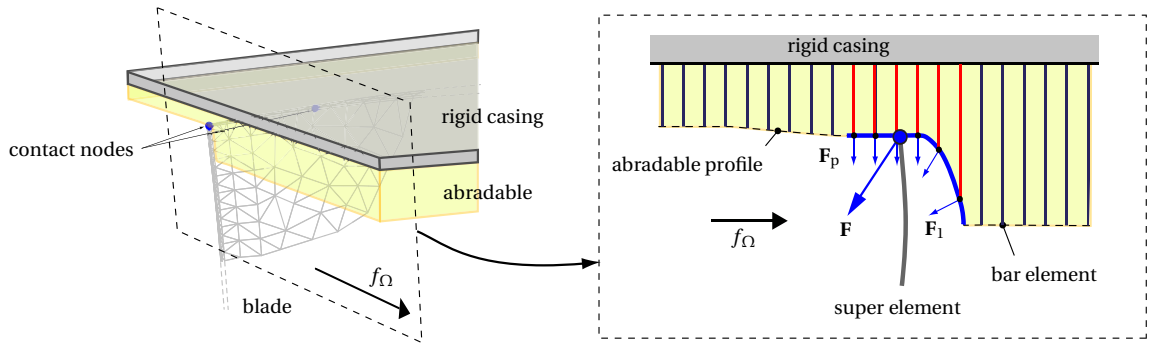 rigid casing
contact nodes
abradable
f_Ω
blade
rigid casing
abradable profile
F_p
F
F_1
f_Ω
bar element
super element